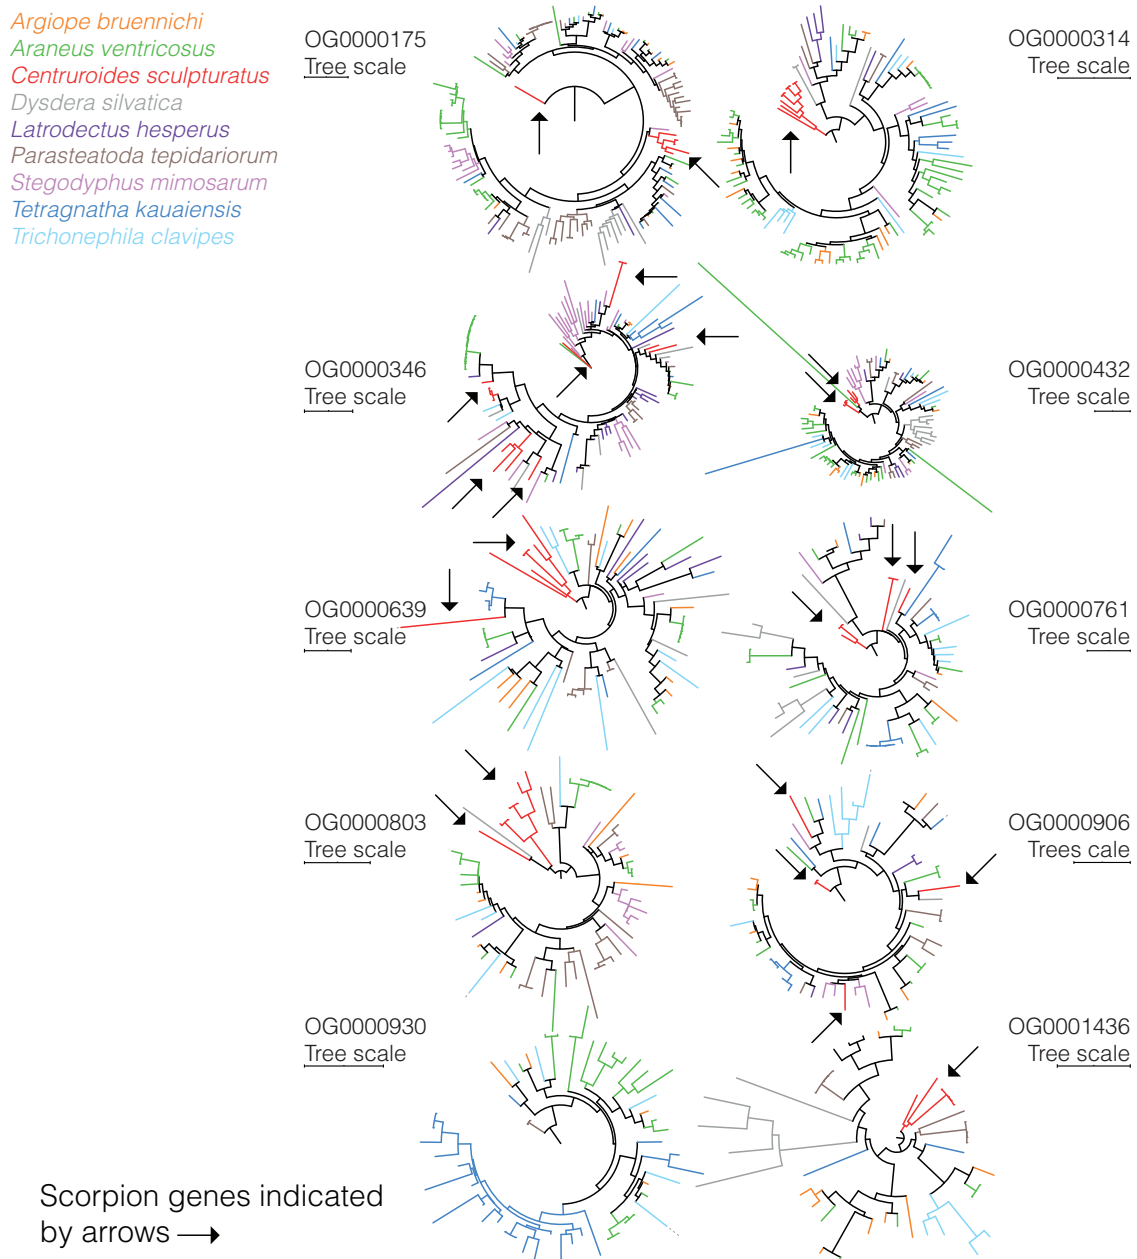 Argiope bruennichi
Araneus ventricosus
Centruroides sculpturatus
Dysdera silvatica
Latrodectus hesperus
Parasteatoda tepidariorum
Stegodyphus mimosarum
Tetragnatha kauaiensis
Trichonephila clavipes
OG0000175
Tree scale
OG0000314
Tree scale
OG0000346
Tree scale
OG0000432
Tree scale
OG0000639
Tree scale
OG0000761
Tree scale
OG0000803
Tree scale
OG0000906
Trees cale
OG0000930
Tree scale
OG0001436
Tree scale
Scorpion genes indicated
by arrows